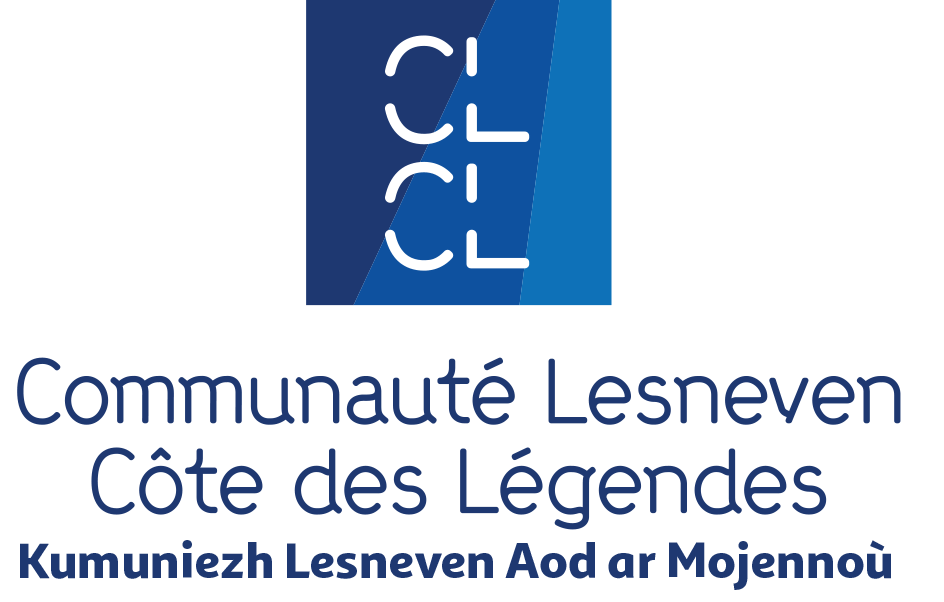 CL
CL
Communauté Lesneven
Côte des Légendes
Kumuniezh Lesneven Aod ar Mojennoù